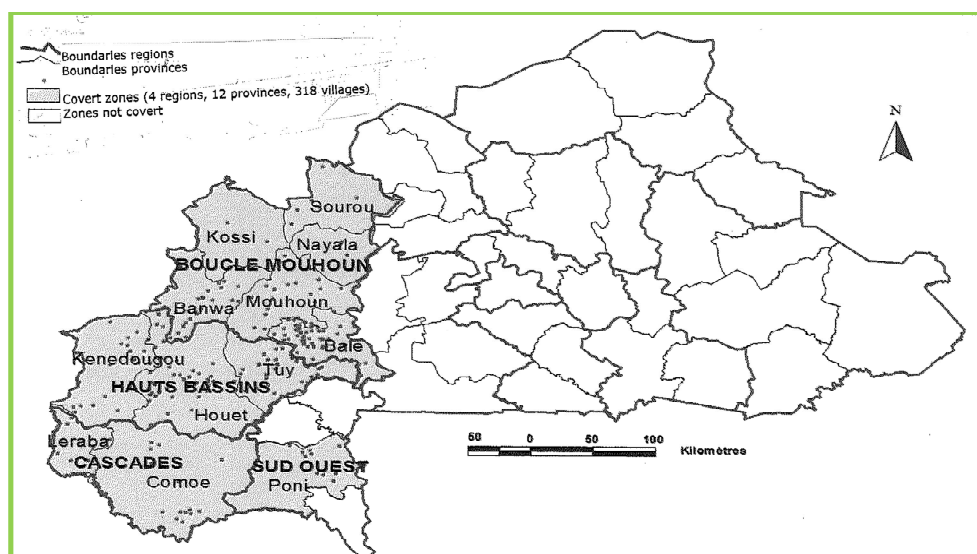 Boundaries regions
Boundaries provinces
Covert zones (4 regions, 12 provinces, 318 villages)
Zones not covert
N
Sourou
Kossi
Nayala
BOUCLE MOUHOUN
Banwa
Mouhoun
Bale
Kenedougou
Tuy
HAUTS BASSINS
Houet
Leraba
CASCADES
SUD OUEST
Comoe
Poni
50 0 50 100
Kilomètres